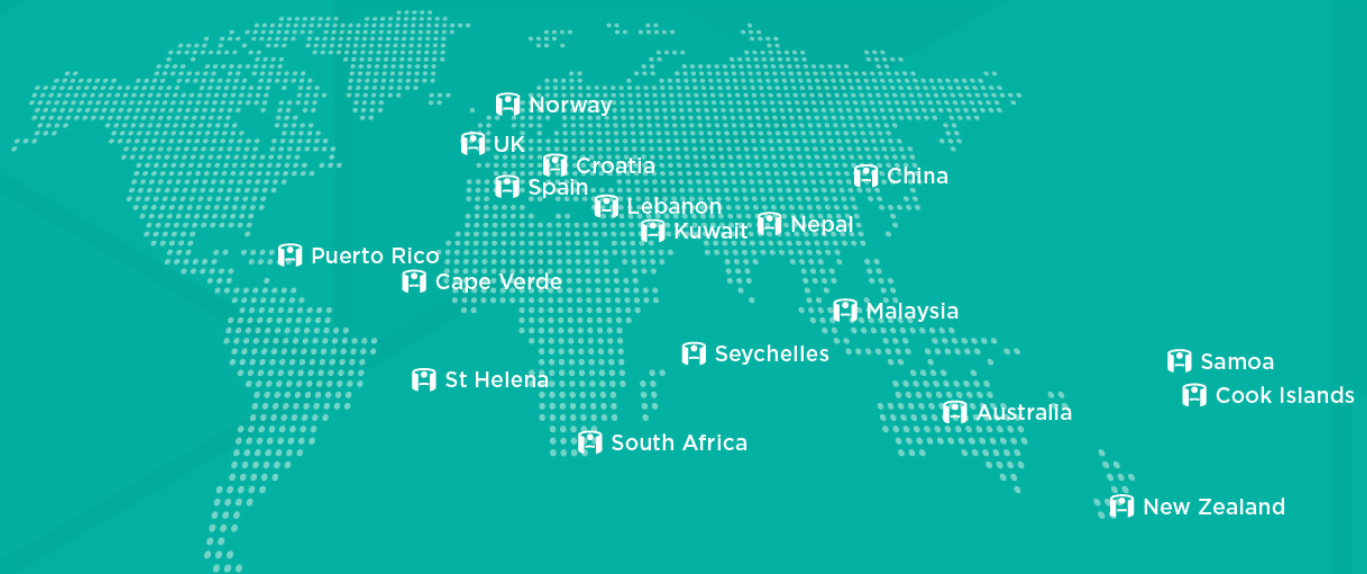 Norway
UK
Croatia
China
Spain
Lebanon
Nepal
Kuwait
Puerto Rico
Cape Verde
Malaysia
Seychelles
Samoa
St Helena
Cook Islands
Australia
South Africa
New Zealand